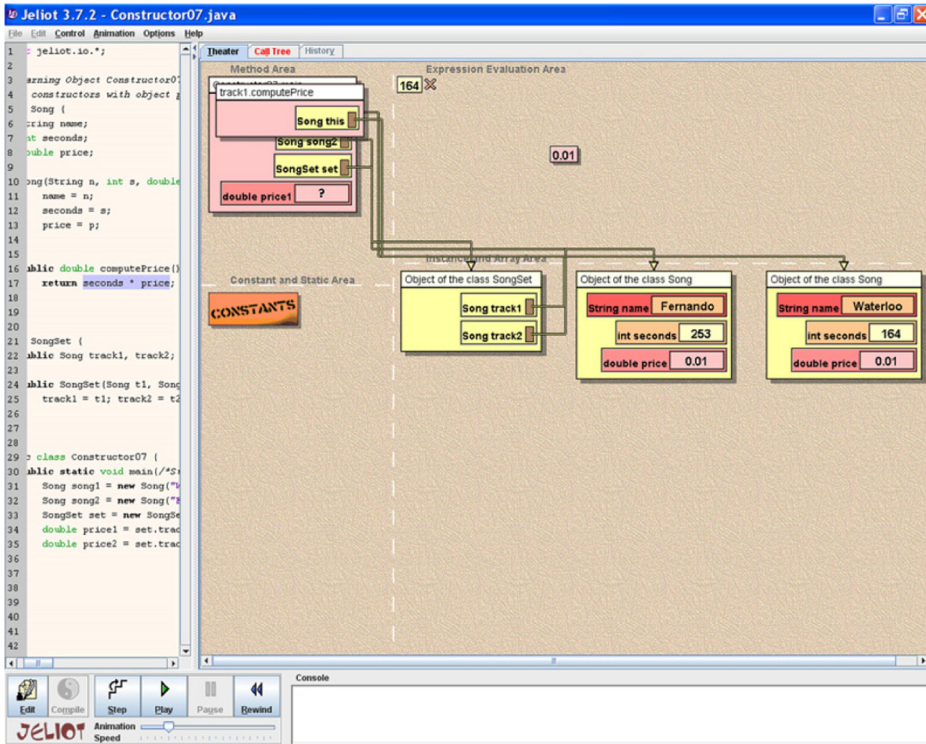 Jeliot 3.7.2 - Constructor07.java
File Edit Control Animation Options Help
1 : jeliot.io.*;
2
3 arning Object Constructor07
4 constructors with object p
5 Song {
6 tring name;
7 nt seconds;
8 ouble price;
9
10 ong(String n, int s, double
11 name = n;
12 seconds = s;
13 price = p;
14
15
16 ublic double computePrice()
17 return seconds * price;
18
19
20
21 SongSet {
22 ublic Song track1, track2;
23
24 ublic SongSet(Song t1, Song
25 track1 = t1; track2 = t2
26
27
28
29 c class Constructor07 {
30 ublic static void main(/*S
31 Song song1 = new Song("W
32 Song song2 = new Song("F
33 SongSet set = new SongSe
34 double price1 = set.trac
35 double price2 = set.trac
36
37
38
39
40
41
42
Theater Call Tree History
Method Area
track1.computePrice
Song this
Song song2
SongSet set
double price1 ?
Expression Evaluation Area
164
0.01
Constant and Static Area
CONSTANTS
Instance and Array Area
Object of the class SongSet
Song track1
Song track2
Object of the class Song
String name Fernando
int seconds 253
double price 0.01
Object of the class Song
String name Waterloo
int seconds 164
double price 0.01
Edit Compile Step Play Pause Rewind
JELIOT
Animation
Speed
Console